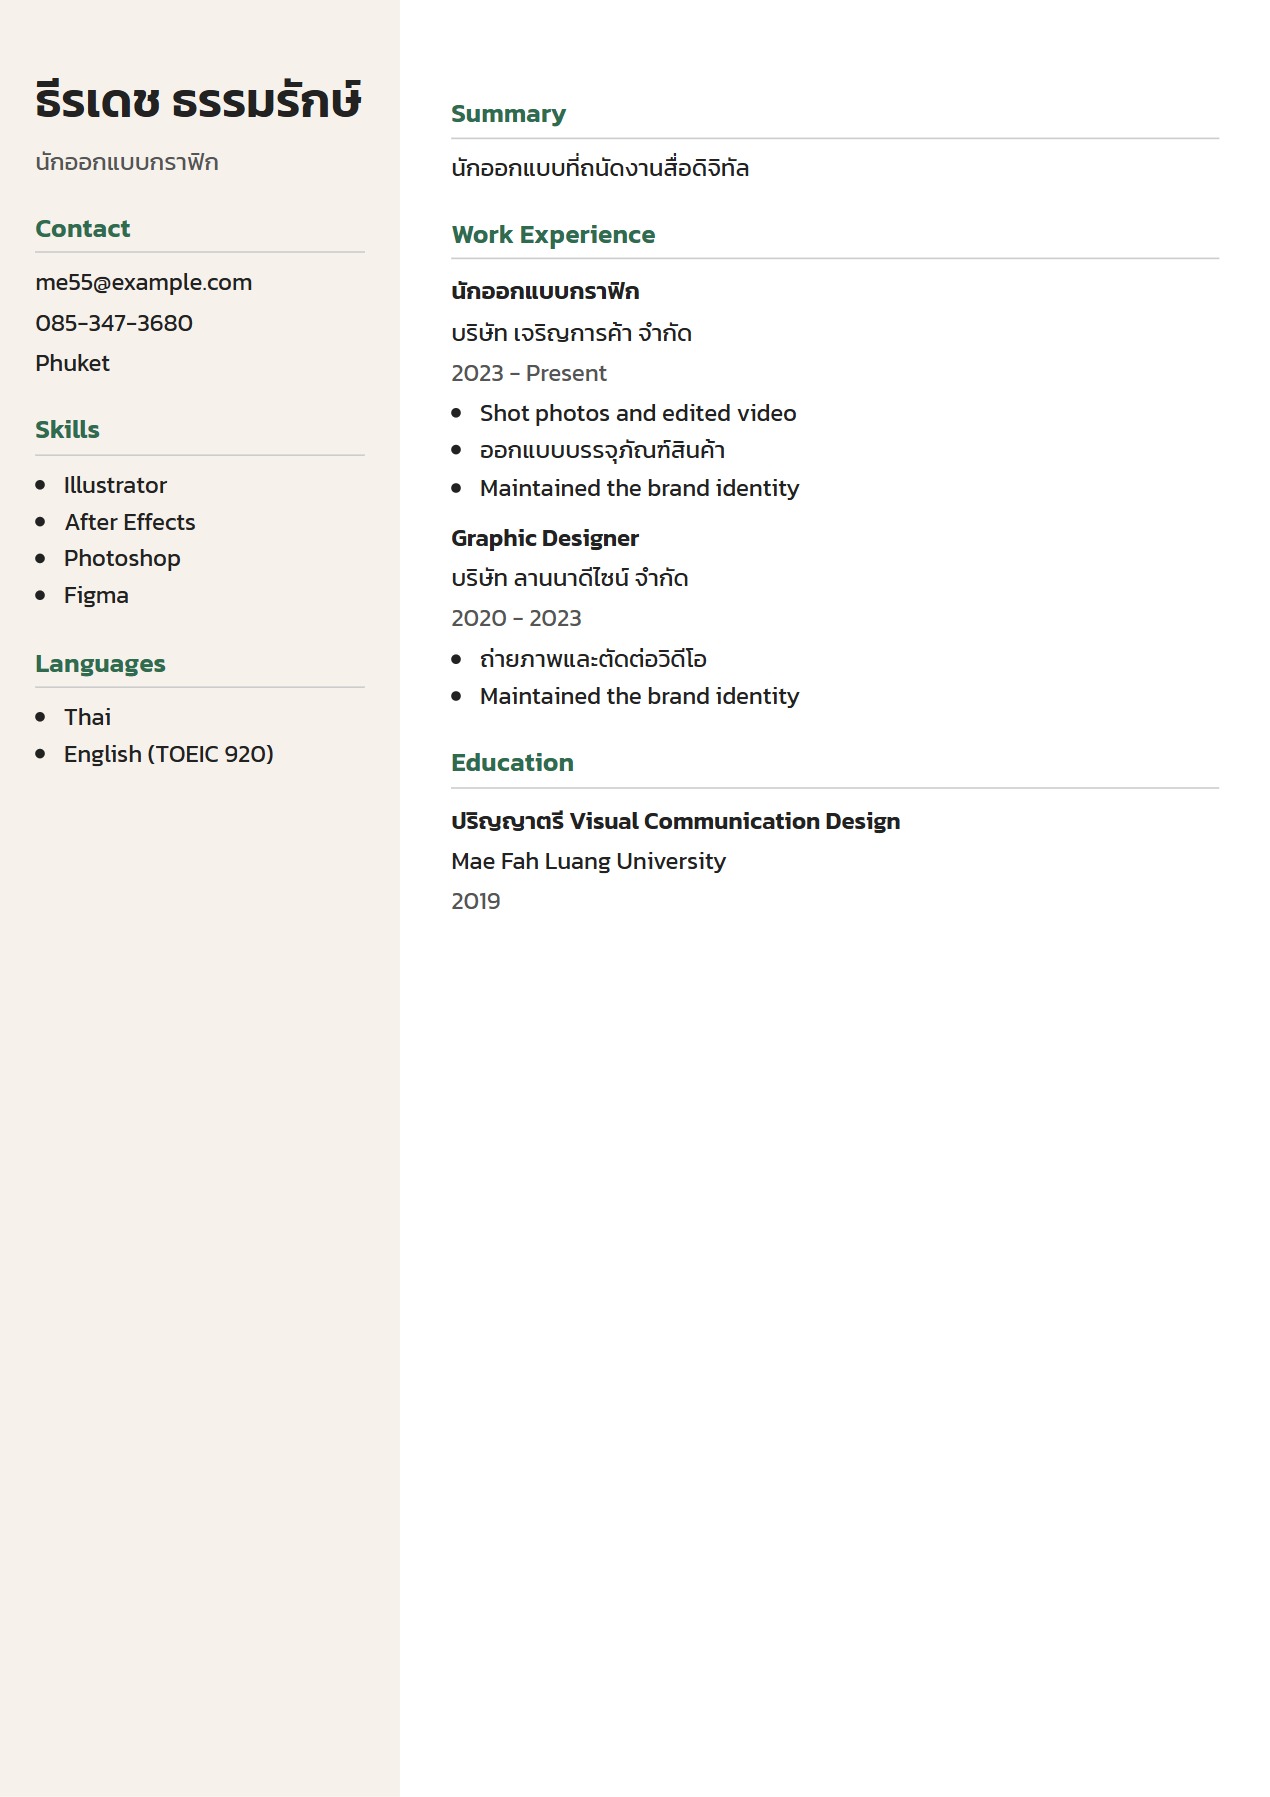 ธีรเดช ธรรมรักษ์
นักออกแบบกราฟิก
Contact
me55@example.com
085-347-3680
Phuket
Skills
• Illustrator
• After Effects
• Photoshop
• Figma
Languages
• Thai
• English (TOEIC 920)
Summary
นักออกแบบที่ถนัดงานสื่อดิจิทัล
Work Experience
นักออกแบบกราฟิก
บริษัท เจริญการค้า จำกัด
2023 – Present
• Shot photos and edited video
• ออกแบบบรรจุภัณฑ์สินค้า
• Maintained the brand identity
Graphic Designer
บริษัท ลานนาดีไซน์ จำกัด
2020 – 2023
• ถ่ายภาพและตัดต่อวิดีโอ
• Maintained the brand identity
Education
ปริญญาตรี Visual Communication Design
Mae Fah Luang University
2019